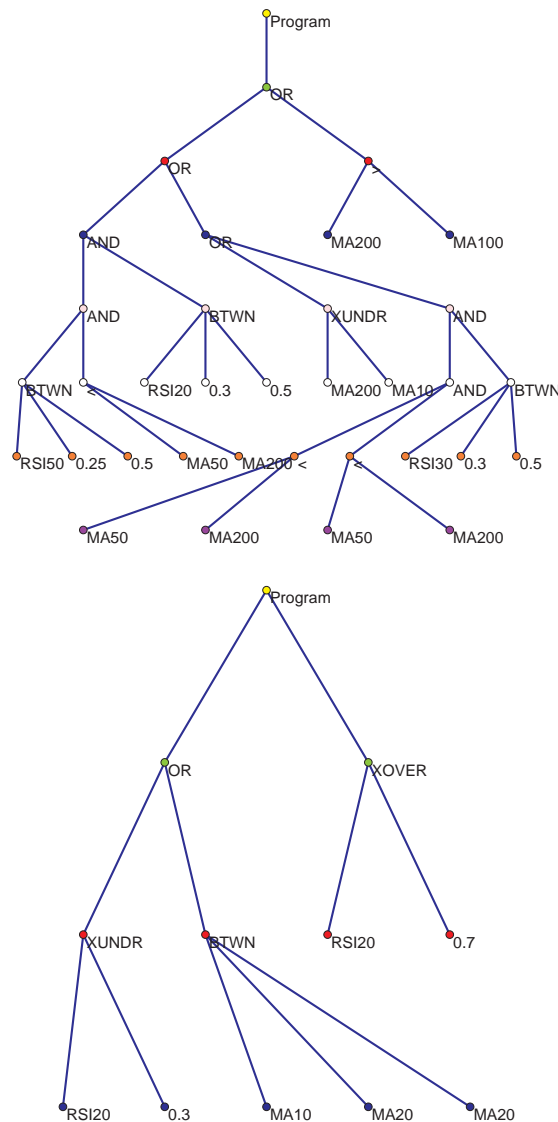 Program
OR
OR >
AND OR MA200 MA100
AND BTWN XUNDR AND
BTWN < RSI20 0.3 0.5 MA200 MA10 AND BTWN
RSI50 0.25 0.5 MA50 MA200 < < RSI30 0.3 0.5
MA50 MA200 MA50 MA200
Program
OR XOVER
XUNDR BTWN RSI20 0.7
RSI20 0.3 MA10 MA20 MA20